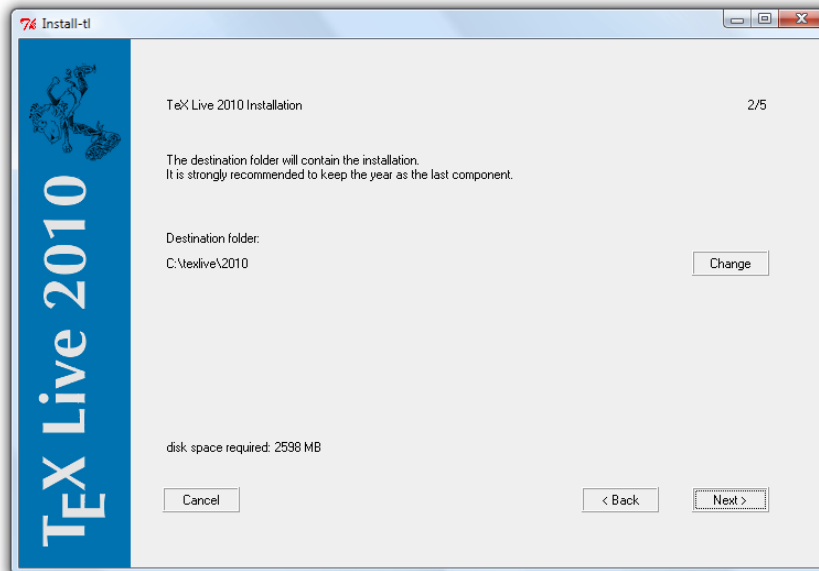 Install-tl
TeX Live 2010
TeX Live 2010 Installation
2/5
The destination folder will contain the installation.
It is strongly recommended to keep the year as the last component.
Destination folder:
C:\texlive\2010
Change
disk space required: 2598 MB
Cancel
< Back
Next >